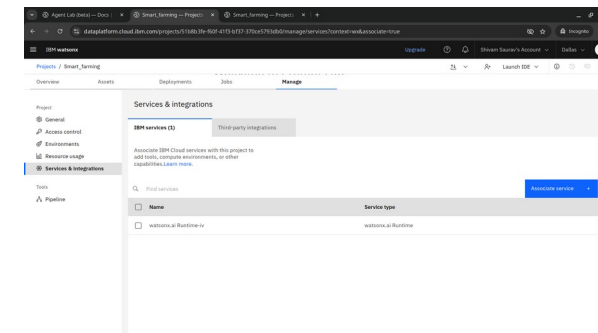 Agent Lab (beta) — Docs | Smart_farming — Projects Smart_farming — Projects
dataplatform.cloud.ibm.com/projects/51b8b3fe-f60f-41f3-bf37-370ce5793db0/manage/services?context=wx&associate=true Incognito
IBM watsonx Upgrade Shivam Saurav's Account Dallas
Projects / Smart_farming Launch IDE
Overview Assets Deployments Jobs Manage
Services & integrations
Project
General
Access control
Environments
Resource usage
Services & integrations
Tools
Pipeline
IBM services (1) Third-party integrations
Associate IBM Cloud services with this project to
add tools, compute environments, or other
capabilities.Learn more.
Find services Associate service +
Name Service type
watsonx.ai Runtime-iv watsonx.ai Runtime